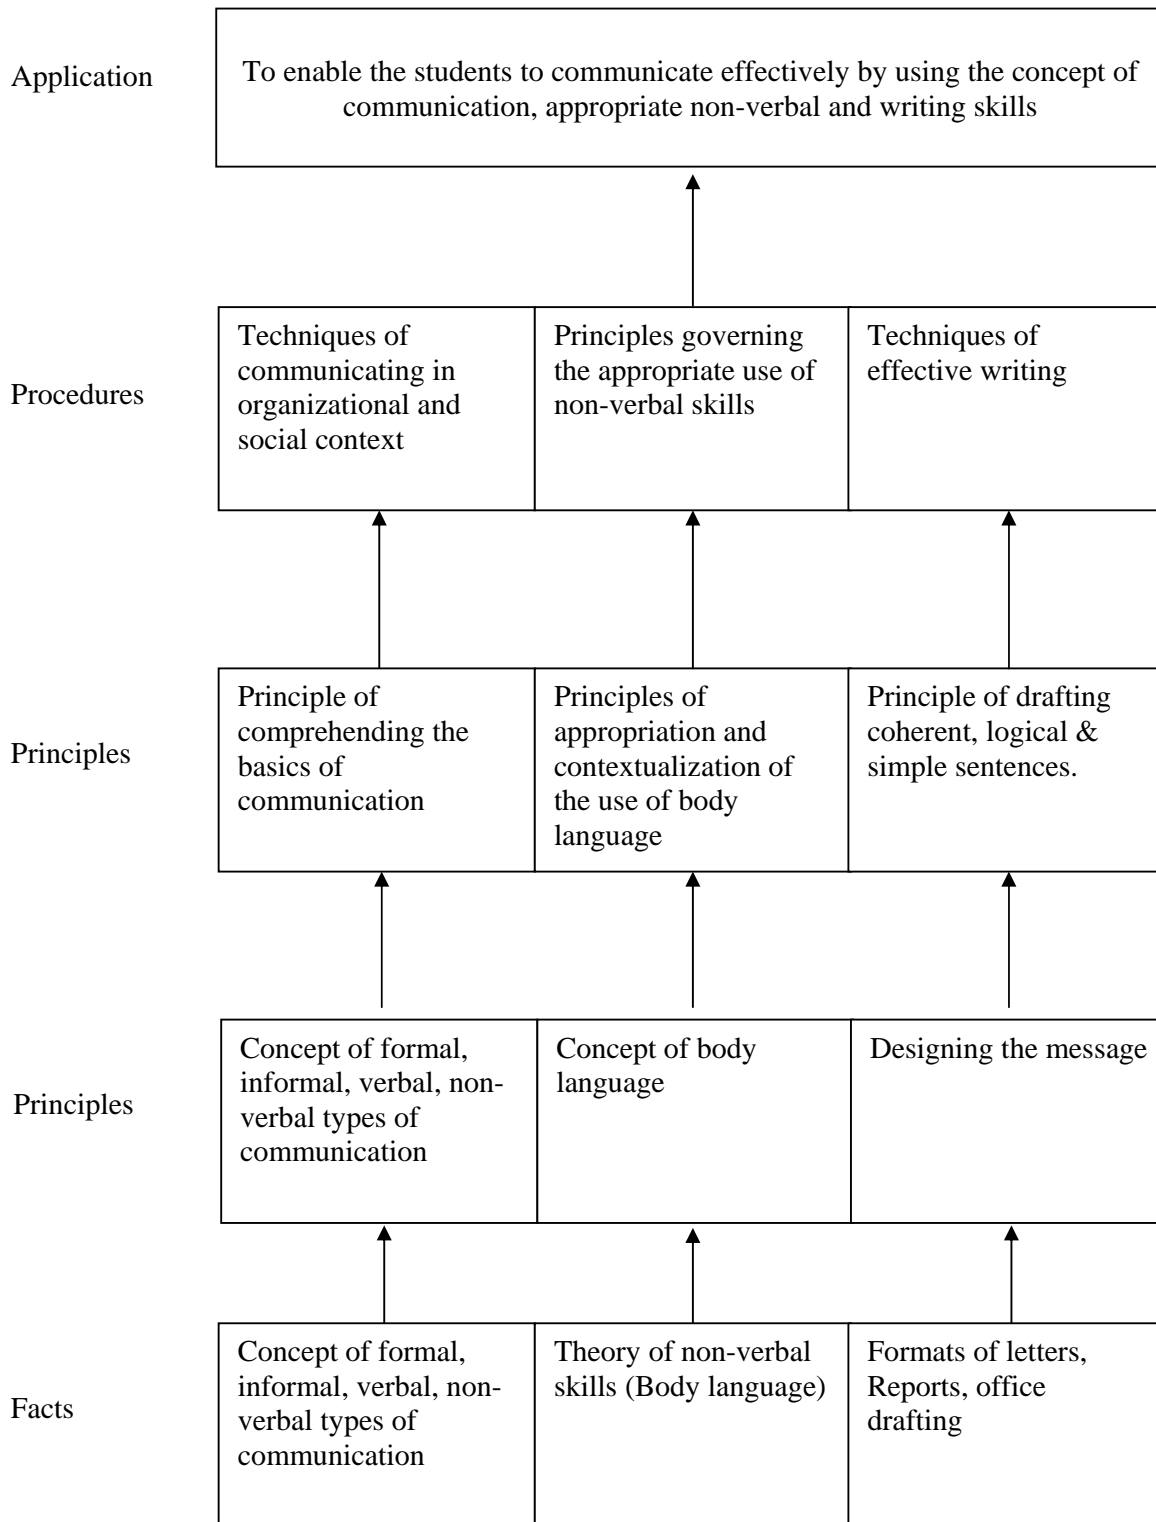 Application
To enable the students to communicate effectively by using the concept of
communication, appropriate non-verbal and writing skills
Procedures
Techniques of
communicating in
organizational and
social context
Principles governing
the appropriate use of
non-verbal skills
Techniques of
effective writing
Principles
Principle of
comprehending the
basics of
communication
Principles of
appropriation and
contextualization of
the use of body
language
Principle of drafting
coherent, logical &
simple sentences.
Principles
Concept of formal,
informal, verbal, non-
verbal types of
communication
Concept of body
language
Designing the message
Facts
Concept of formal,
informal, verbal, non-
verbal types of
communication
Theory of non-verbal
skills (Body language)
Formats of letters,
Reports, office
drafting